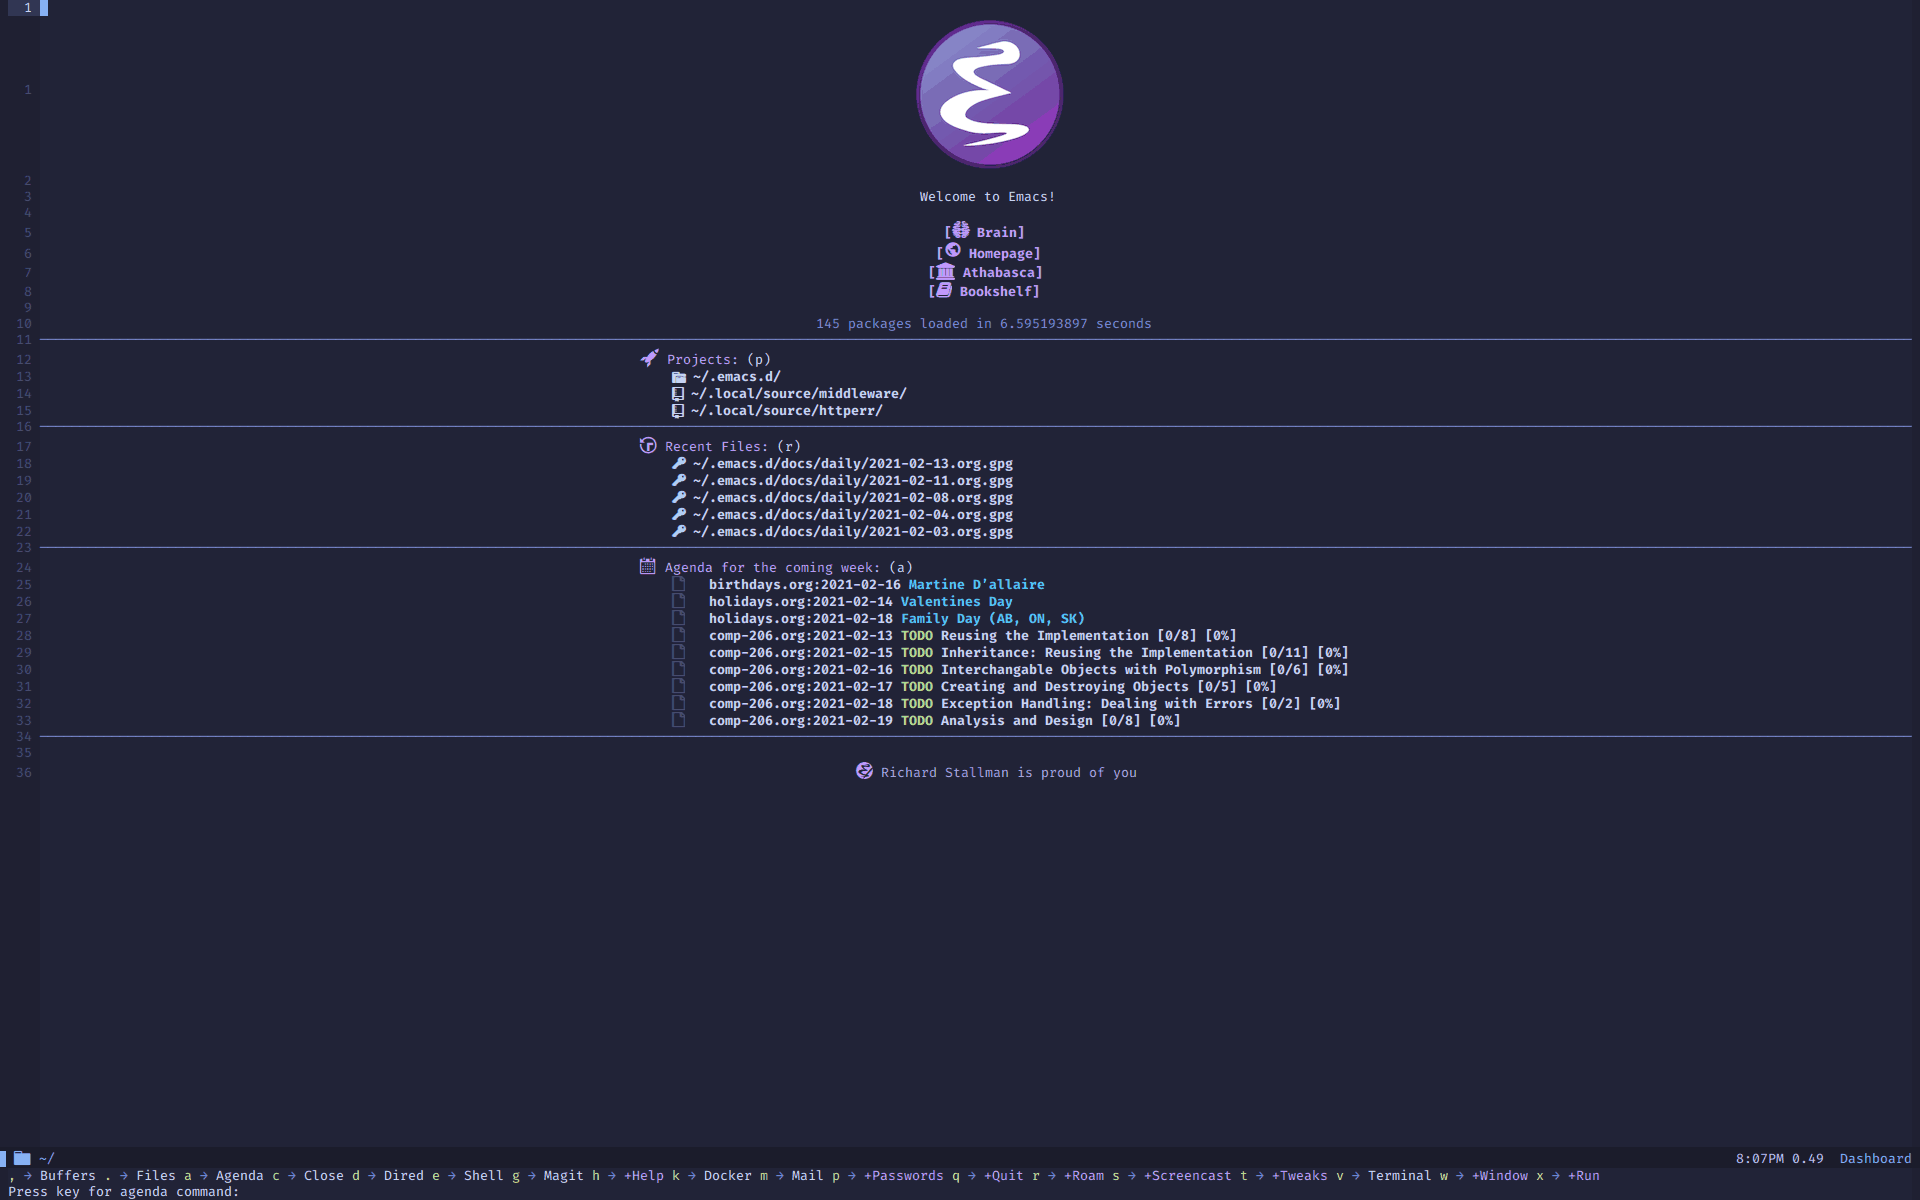 1
1
2
3 Welcome to Emacs!
4
5 [ Brain]
6 [ Homepage]
7 [ Athabasca]
8 [ Bookshelf]
9
10 145 packages loaded in 6.595193897 seconds
11
12 Projects: (p)
13 ~/.emacs.d/
14 ~/.local/source/middleware/
15 ~/.local/source/httperr/
16
17 Recent Files: (r)
18 ~/.emacs.d/docs/daily/2021-02-13.org.gpg
19 ~/.emacs.d/docs/daily/2021-02-11.org.gpg
20 ~/.emacs.d/docs/daily/2021-02-08.org.gpg
21 ~/.emacs.d/docs/daily/2021-02-04.org.gpg
22 ~/.emacs.d/docs/daily/2021-02-03.org.gpg
23
24 Agenda for the coming week: (a)
25 birthdays.org:2021-02-16 Martine D'allaire
26 holidays.org:2021-02-14 Valentines Day
27 holidays.org:2021-02-18 Family Day (AB, ON, SK)
28 comp-206.org:2021-02-13 TODO Reusing the Implementation [0/8] [0%]
29 comp-206.org:2021-02-15 TODO Inheritance: Reusing the Implementation [0/11] [0%]
30 comp-206.org:2021-02-16 TODO Interchangable Objects with Polymorphism [0/6] [0%]
31 comp-206.org:2021-02-17 TODO Creating and Destroying Objects [0/5] [0%]
32 comp-206.org:2021-02-18 TODO Exception Handling: Dealing with Errors [0/2] [0%]
33 comp-206.org:2021-02-19 TODO Analysis and Design [0/8] [0%]
34
35
36 Richard Stallman is proud of you
~/ 8:07PM 0.49 Dashboard
, → Buffers . → Files a → Agenda c → Close d → Dired e → Shell g → Magit h → +Help k → Docker m → Mail p → +Passwords q → +Quit r → +Roam s → +Screencast t → +Tweaks v → Terminal w → +Window x → +Run
Press key for agenda command: